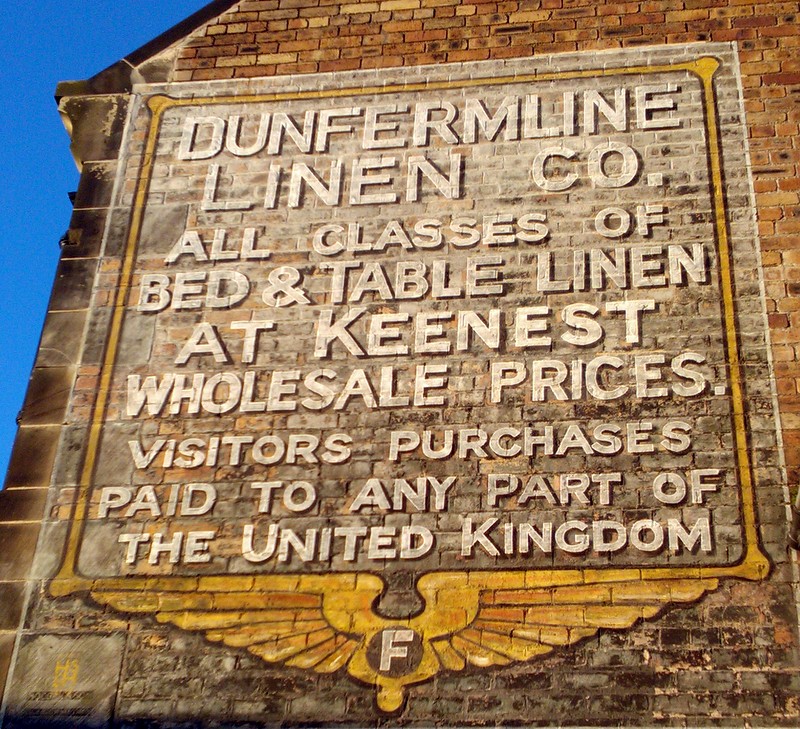 DUNFERMLINE
LINEN CO.
ALL CLASSES OF
BED & TABLE LINEN
AT KEENEST
WHOLESALE PRICES.
VISITORS PURCHASES
PAID TO ANY PART OF
THE UNITED KINGDOM
F